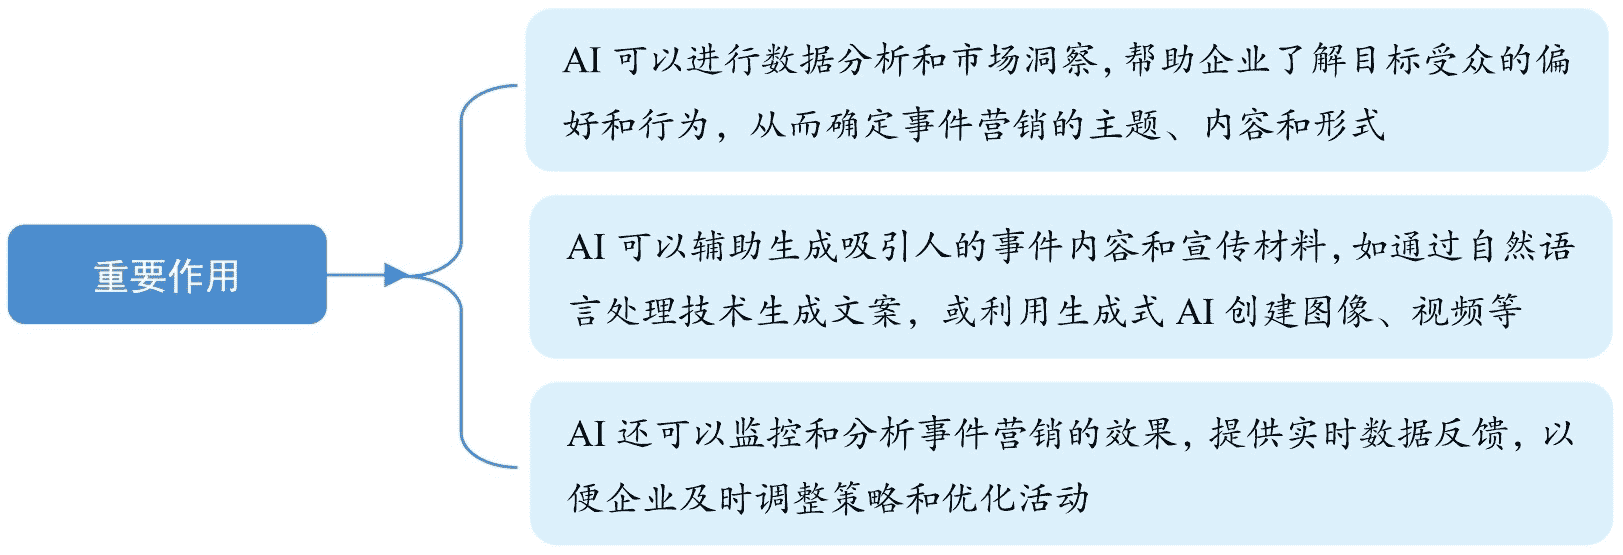 AI 可以进行数据分析和市场洞察，帮助企业了解目标受众的偏
好和行为，从而确定事件营销的主题、内容和形式
重要作用
AI 可以辅助生成吸引人的事件内容和宣传材料，如通过自然语
言处理技术生成文案，或利用生成式 AI 创建图像、视频等
AI 还可以监控和分析事件营销的效果，提供实时数据反馈，以
便企业及时调整策略和优化活动